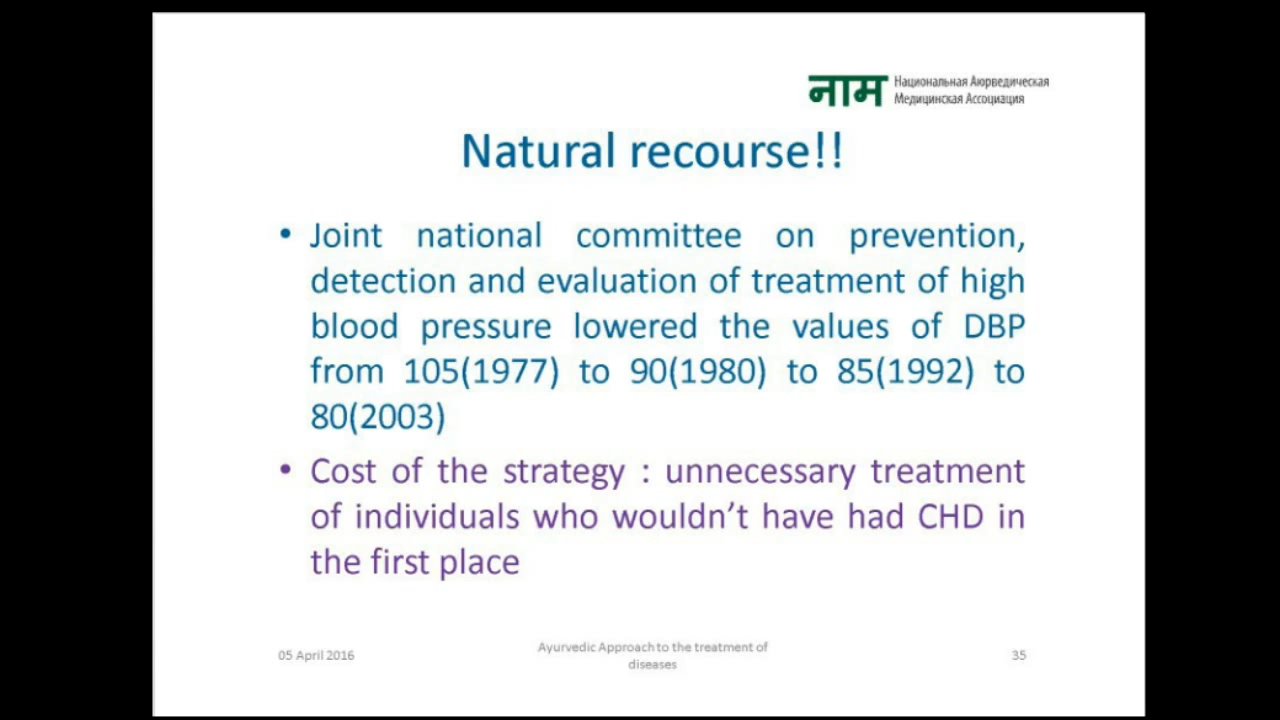 नाम Национальная Аюрведическая
Медицинская Ассоциация
Natural recourse!!
• Joint national committee on prevention,
detection and evaluation of treatment of high
blood pressure lowered the values of DBP
from 105(1977) to 90(1980) to 85(1992) to
80(2003)
• Cost of the strategy : unnecessary treatment
of individuals who wouldn’t have had CHD in
the first place
05 April 2016
Ayurvedic Approach to the treatment of
diseases
35